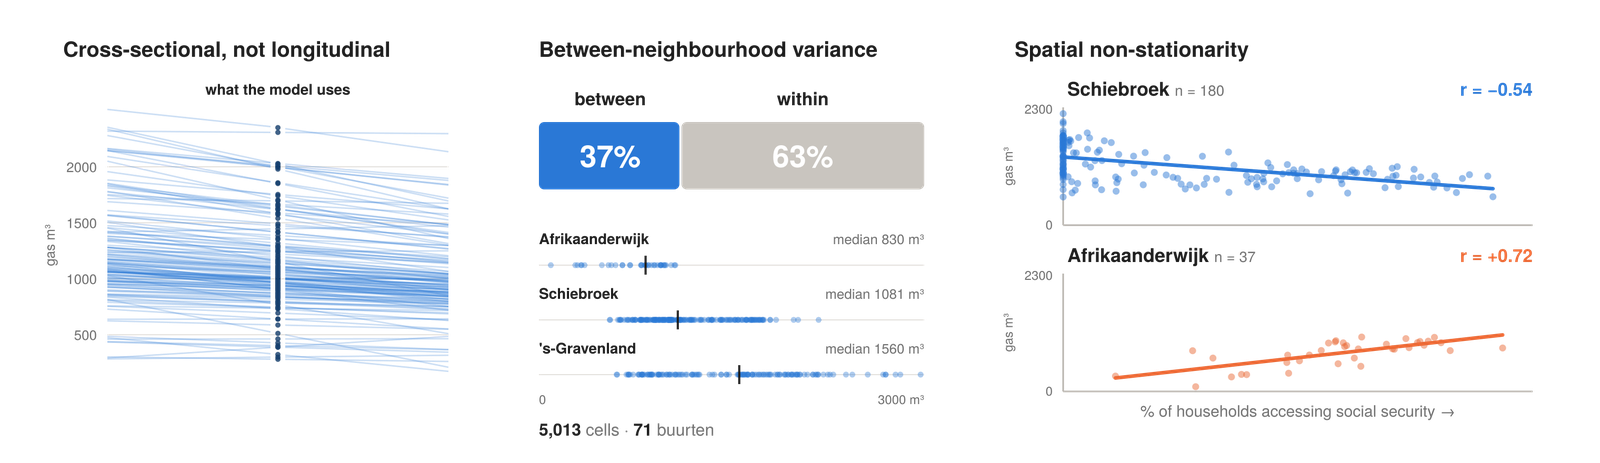 Cross-sectional, not longitudinal
what the model uses
gas m³
2000
1500
1000
500
Between-neighbourhood variance
between within
37% 63%
Afrikaanderwijk median 830 m³
Schiebroek median 1081 m³
's-Gravenland median 1560 m³
0 3000 m³
5,013 cells · 71 buurten
Spatial non-stationarity
Schiebroek n = 180 r = −0.54
2300
gas m³
0
Afrikaanderwijk n = 37 r = +0.72
2300
gas m³
0
% of households accessing social security →